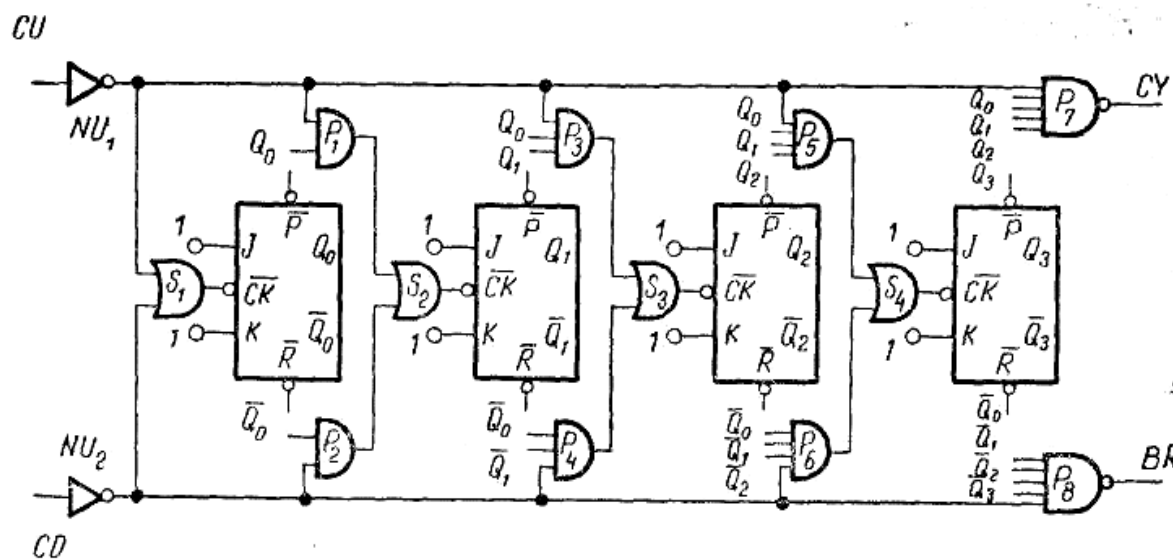 CU
NU₁
CD
NU₂
S₁
1
J
P̅
Q₀
C̅K̅
K
R̅
Q̅₀
1
Q₀
P₁
Q̅₀
P₂
S₂
1
J
P̅
Q₁
C̅K̅
K
R̅
Q̅₁
1
Q₀
Q₁
P₃
Q̅₀
Q̅₁
P₄
S₃
1
J
P̅
Q₂
C̅K̅
K
R̅
Q̅₂
1
Q₀
Q₁
Q₂
P₅
Q̅₀
Q̅₁
Q̅₂
P₆
S₄
1
J
P̅
Q₃
C̅K̅
K
R̅
Q̅₃
1
Q₀
Q₁
Q₂
Q₃
P₇
CY
Q̅₀
Q̅₁
Q̅₂
Q̅₃
P₈
BR